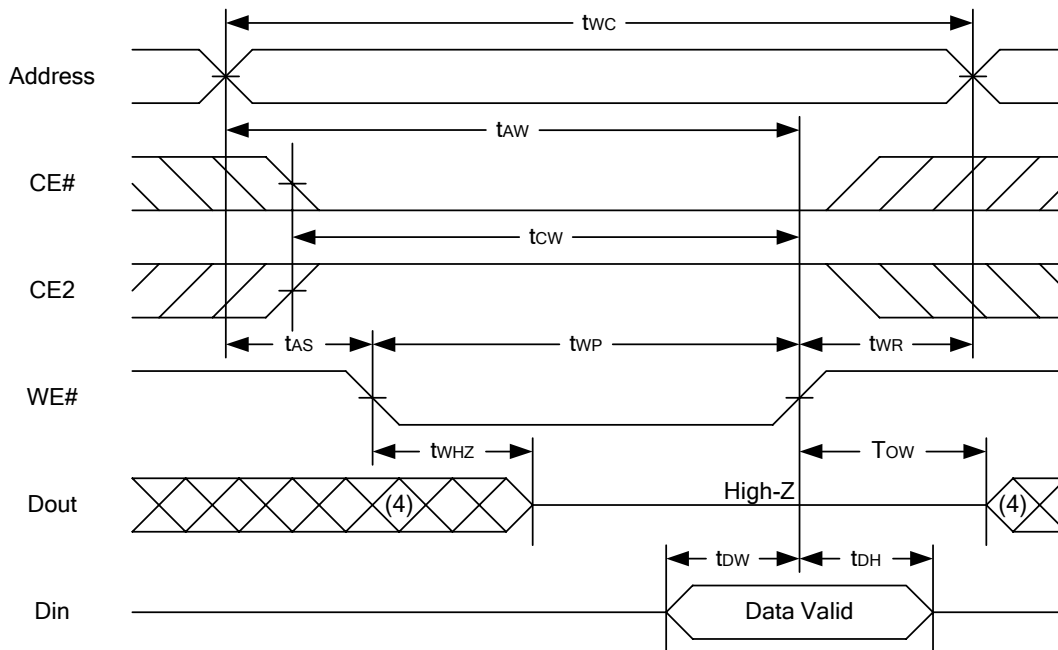 tWC
Address
tAW
CE#
tCW
CE2
tAS tWP tWR
WE#
tWHZ TOW
Dout (4) High-Z (4)
tDW tDH
Din Data Valid